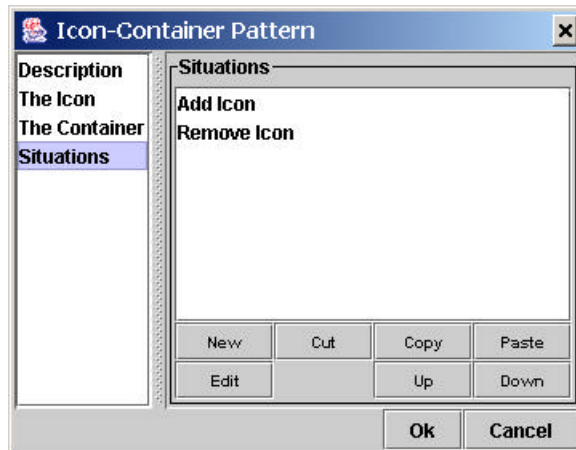 Icon-Container Pattern
Description
The Icon
The Container
Situations
Situations
Add Icon
Remove Icon
New Cut Copy Paste
Edit Up Down
Ok Cancel